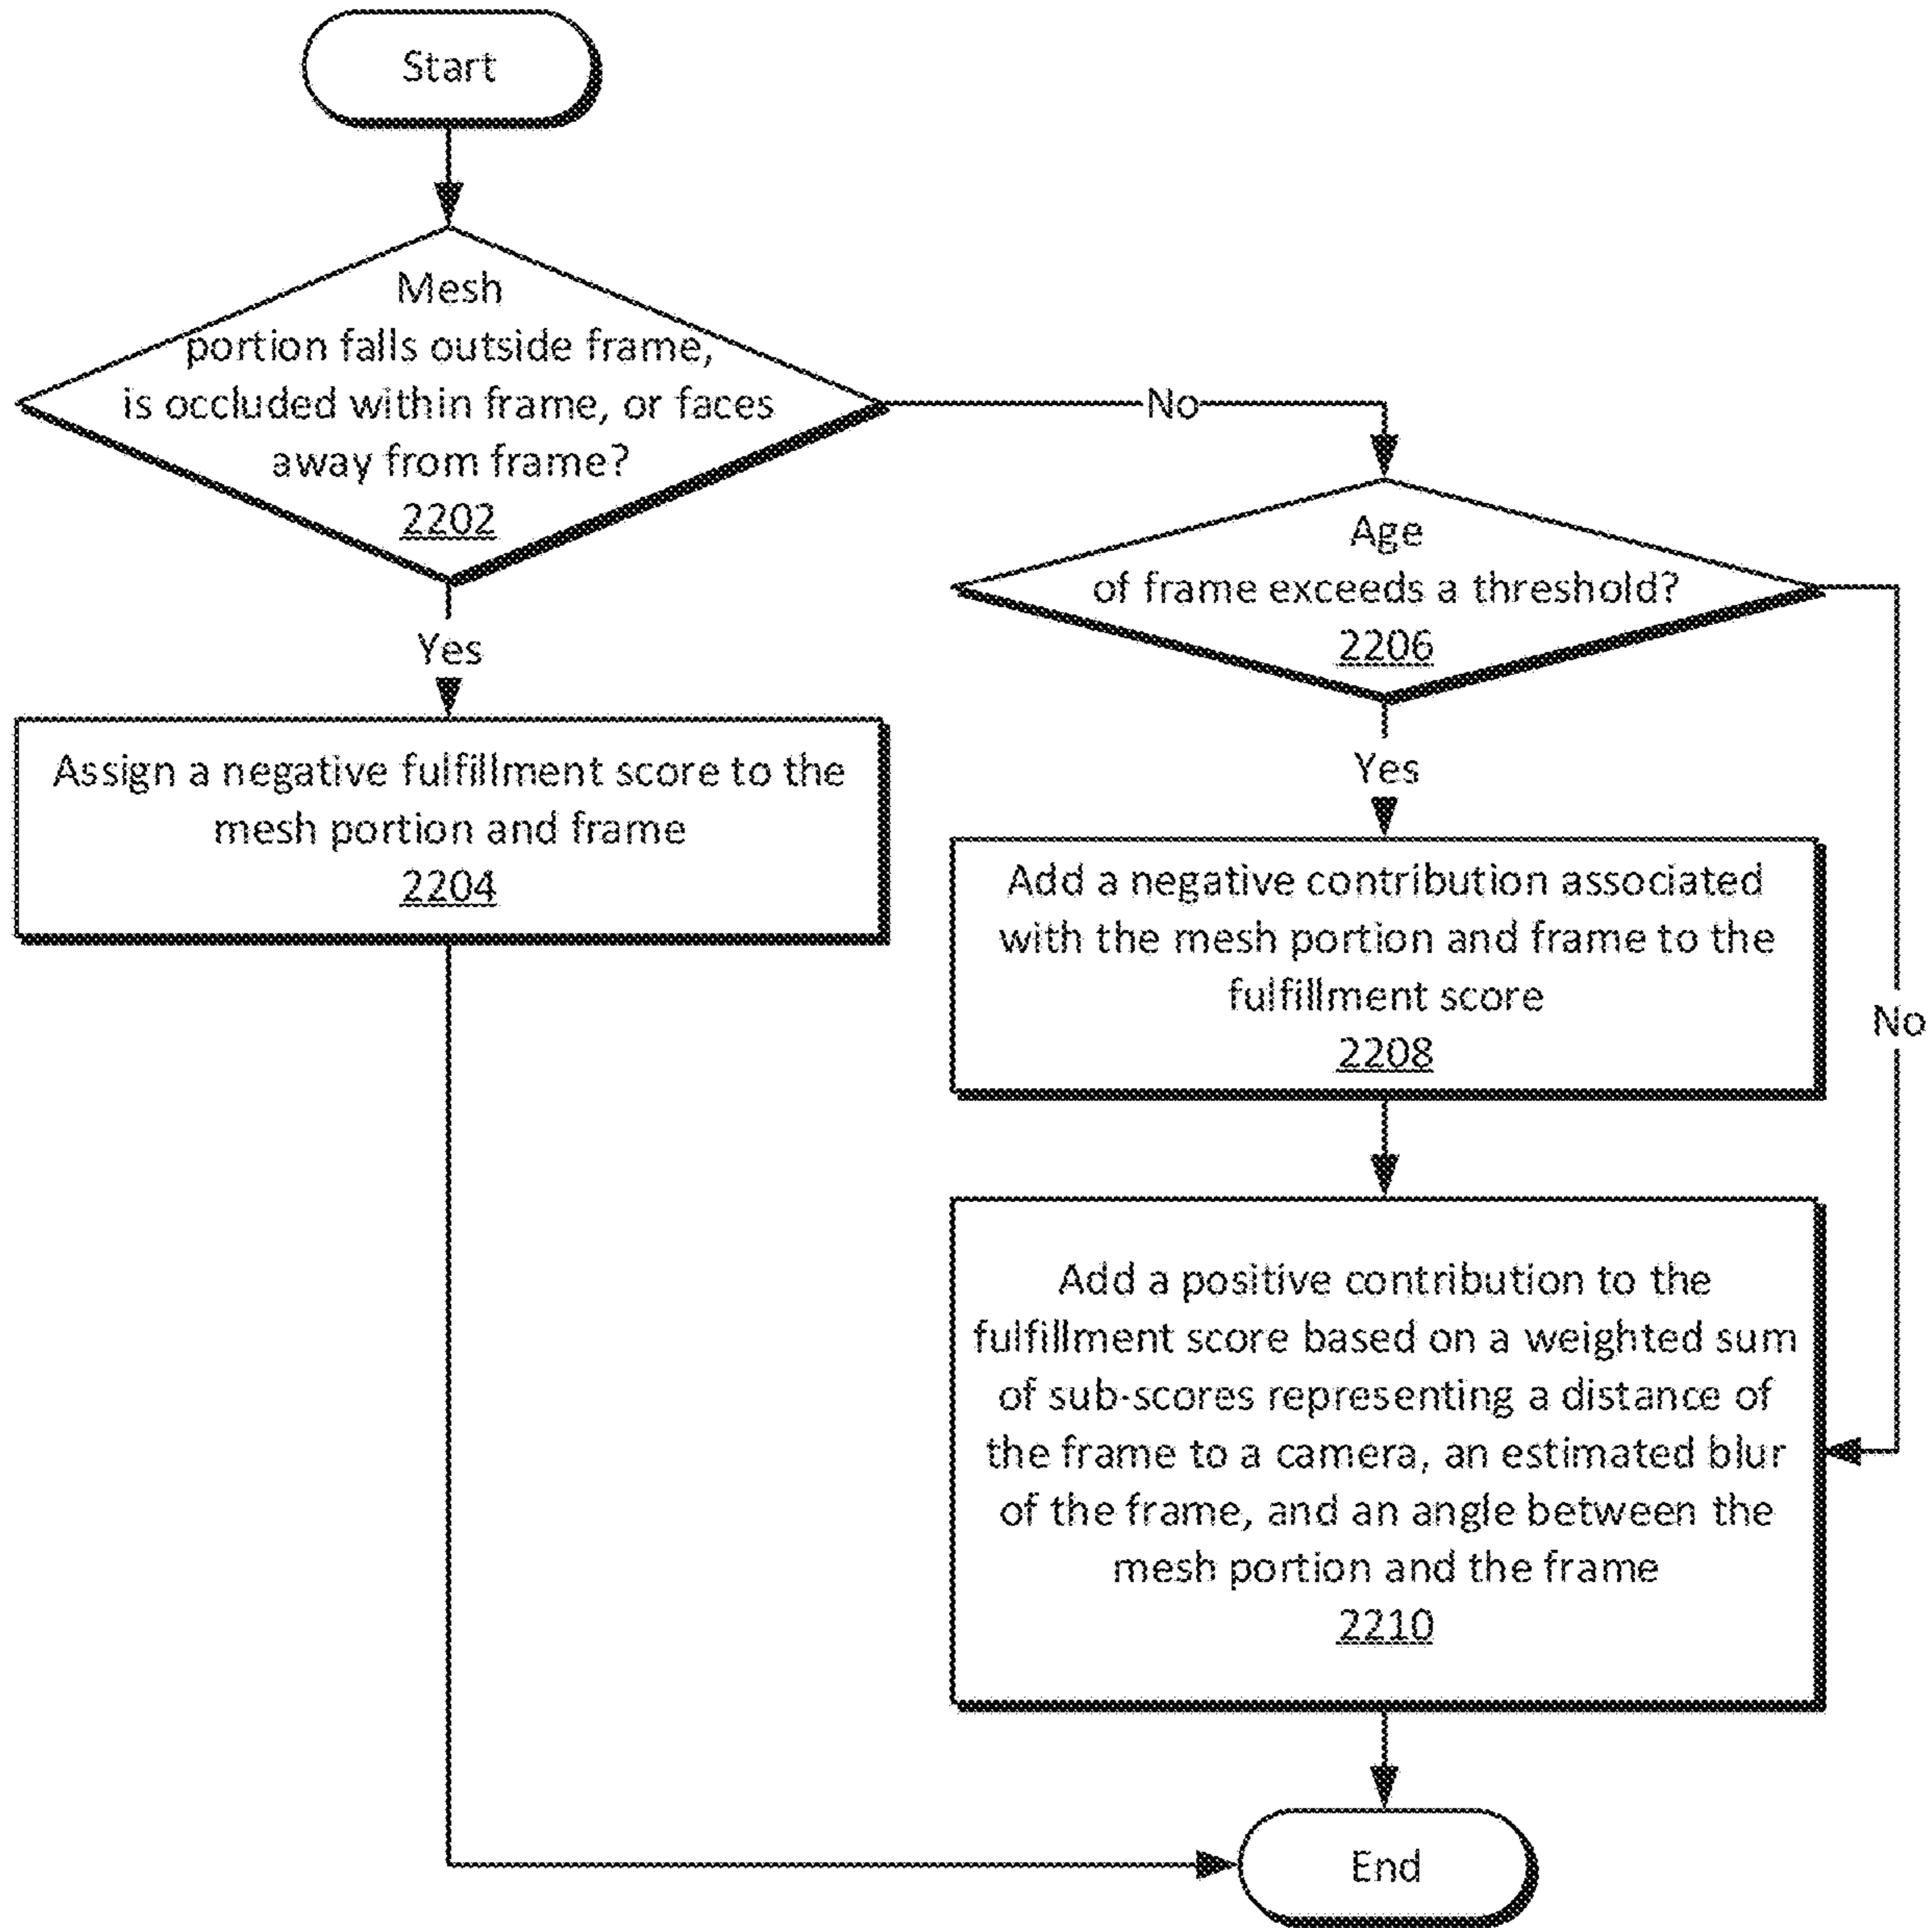 Start
Mesh
portion falls outside frame,
is occluded within frame, or faces
away from frame?
2202
Yes
Assign a negative fulfillment score to the
mesh portion and frame
2204
No
Age
of frame exceeds a threshold?
2206
Yes
No
Add a negative contribution associated
with the mesh portion and frame to the
fulfillment score
2208
Add a positive contribution to the
fulfillment score based on a weighted sum
of sub-scores representing a distance of
the frame to a camera, an estimated blur
of the frame, and an angle between the
mesh portion and the frame
2210
End